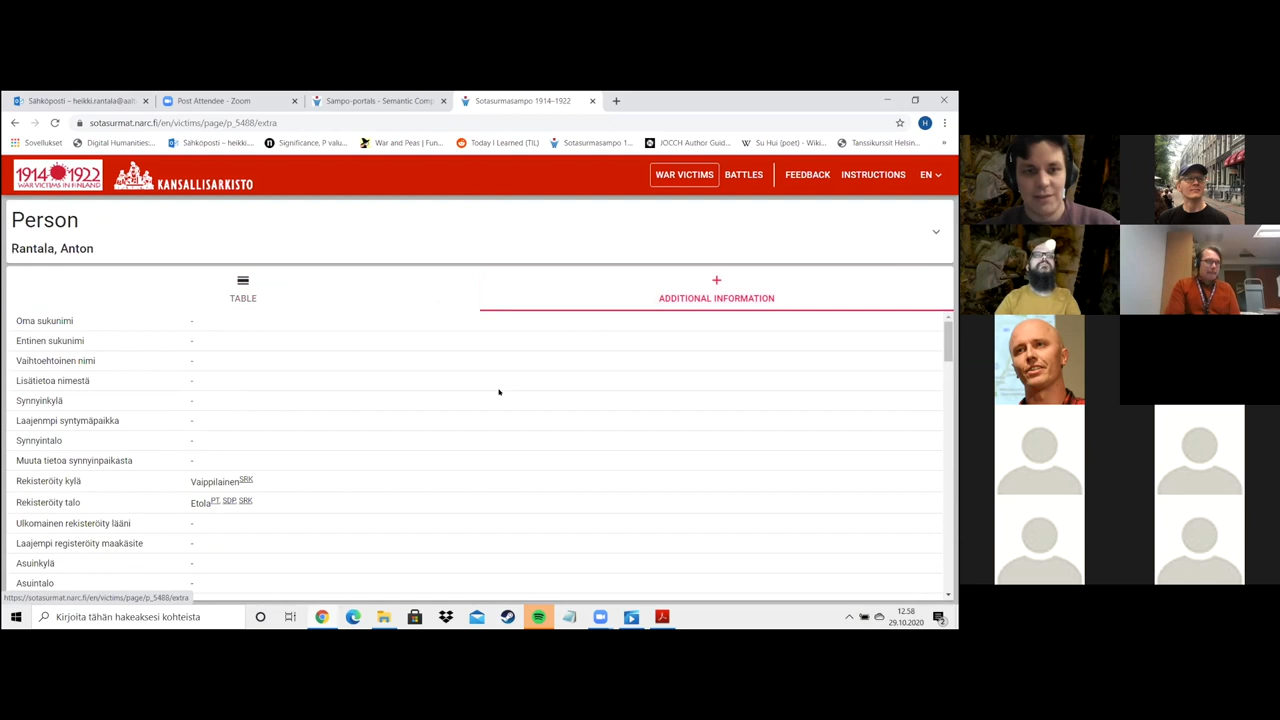 Sähköposti – heikki.rantala@aalt
Post Attendee - Zoom
Sampo-portals - Semantic Comp
Sotasurmasampo 1914–1922
sotasurmat.narc.fi/en/victims/page/p_5488/extra
H
Sovellukset
Digital Humanities:...
Sähköposti – heikki...
Significance, P valu...
War and Peas | Fun...
Today I Learned (TIL)
Sotasurmasampo 1...
JOCCH Author Guid...
Su Hui (poet) - Wiki...
Tanssikurssit Helsin...
»
1914 1922
WAR VICTIMS IN FINLAND
KANSALLISARKISTO
WAR VICTIMS
BATTLES
FEEDBACK
INSTRUCTIONS
EN
Person
Rantala, Anton
TABLE
ADDITIONAL INFORMATION
Oma sukunimi -
Entinen sukunimi -
Vaihtoehtoinen nimi -
Lisätietoa nimestä -
Synnyinkylä -
Laajenmpi syntymäpaikka -
Synnyintalo -
Muuta tietoa synnyinpaikasta -
Rekisteröity kylä Vaippilainen SRK
Rekisteröity talo Etola PT, SDP, SRK
Ulkomainen rekisteröity lääni -
Laajempi registeröity maakäsite -
Asuinkylä -
Asuintalo -
https://sotasurmat.narc.fi/en/victims/page/p_5488/extra
Kirjoita tähän hakeaksesi kohteista
12.58
29.10.2020
2